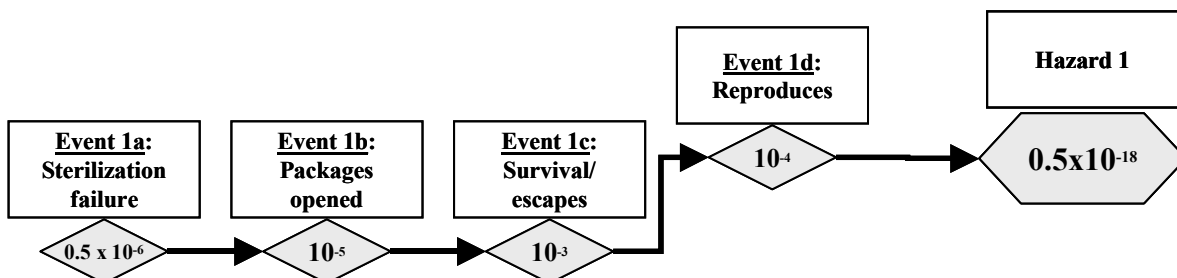 Event 1a:
Sterilization
failure
0.5 x 10-6
Event 1b:
Packages
opened
10-5
Event 1c:
Survival/
escapes
10-3
Event 1d:
Reproduces
10-4
Hazard 1
0.5x10-18